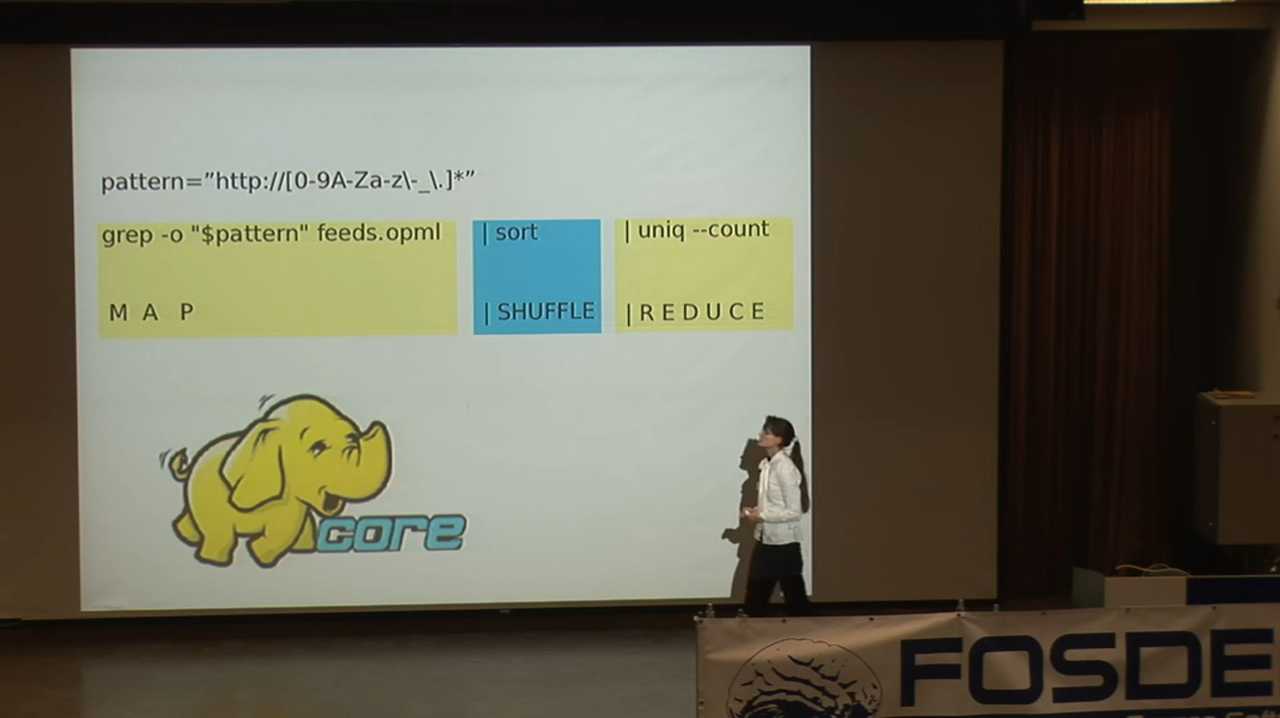 pattern=”http://[0-9A-Za-z\-_\.]*”
grep -o "$pattern" feeds.opml | sort | uniq --count
M A P | SHUFFLE | R E D U C E
core
FOSDE